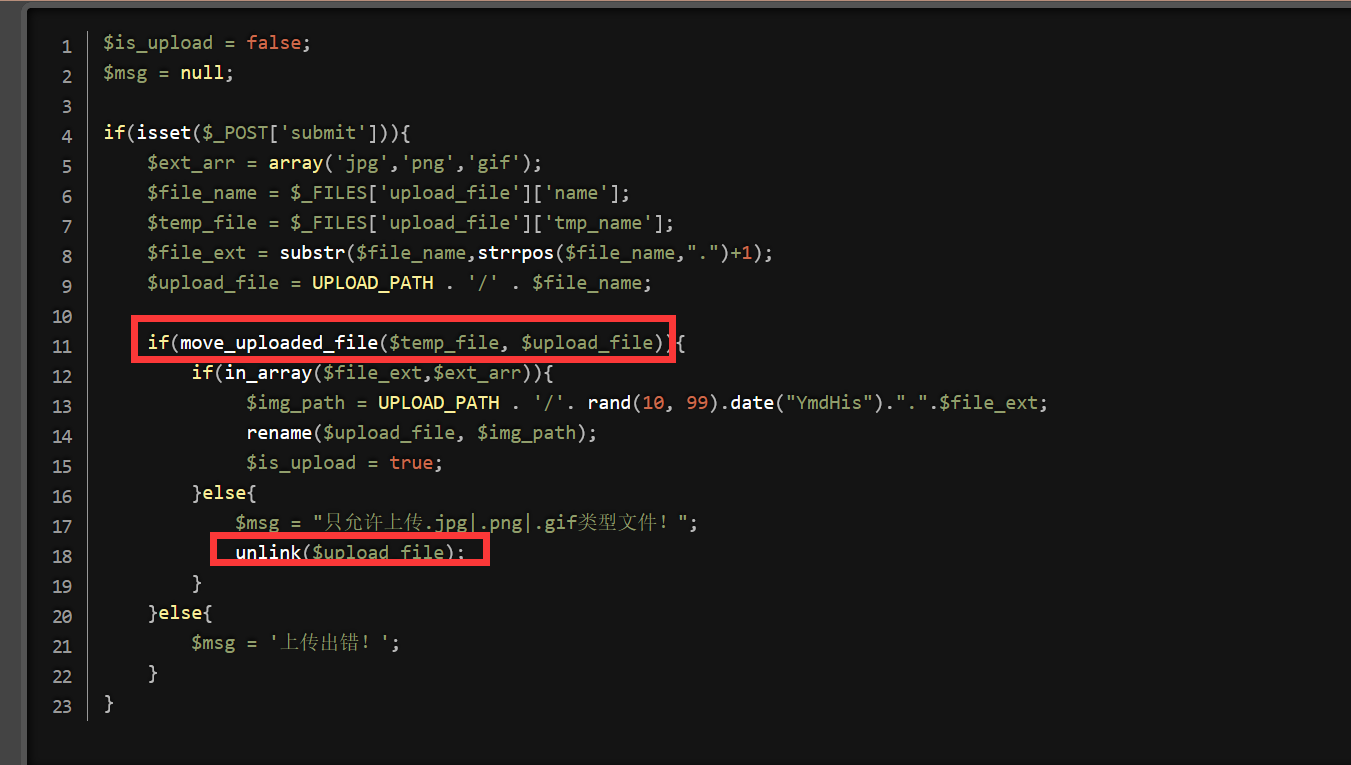 1 $is_upload = false;
2 $msg = null;
3
4 if(isset($_POST['submit'])){
5 $ext_arr = array('jpg','png','gif');
6 $file_name = $_FILES['upload_file']['name'];
7 $temp_file = $_FILES['upload_file']['tmp_name'];
8 $file_ext = substr($file_name,strrpos($file_name,".")+1);
9 $upload_file = UPLOAD_PATH . '/' . $file_name;
10
11 if(move_uploaded_file($temp_file, $upload_file)){
12 if(in_array($file_ext,$ext_arr)){
13 $img_path = UPLOAD_PATH . '/'. rand(10, 99).date("YmdHis").".".$file_ext;
14 rename($upload_file, $img_path);
15 $is_upload = true;
16 }else{
17 $msg = "只允许上传.jpg|.png|.gif类型文件！";
18 unlink($upload_file);
19 }
20 }else{
21 $msg = '上传出错！';
22 }
23 }